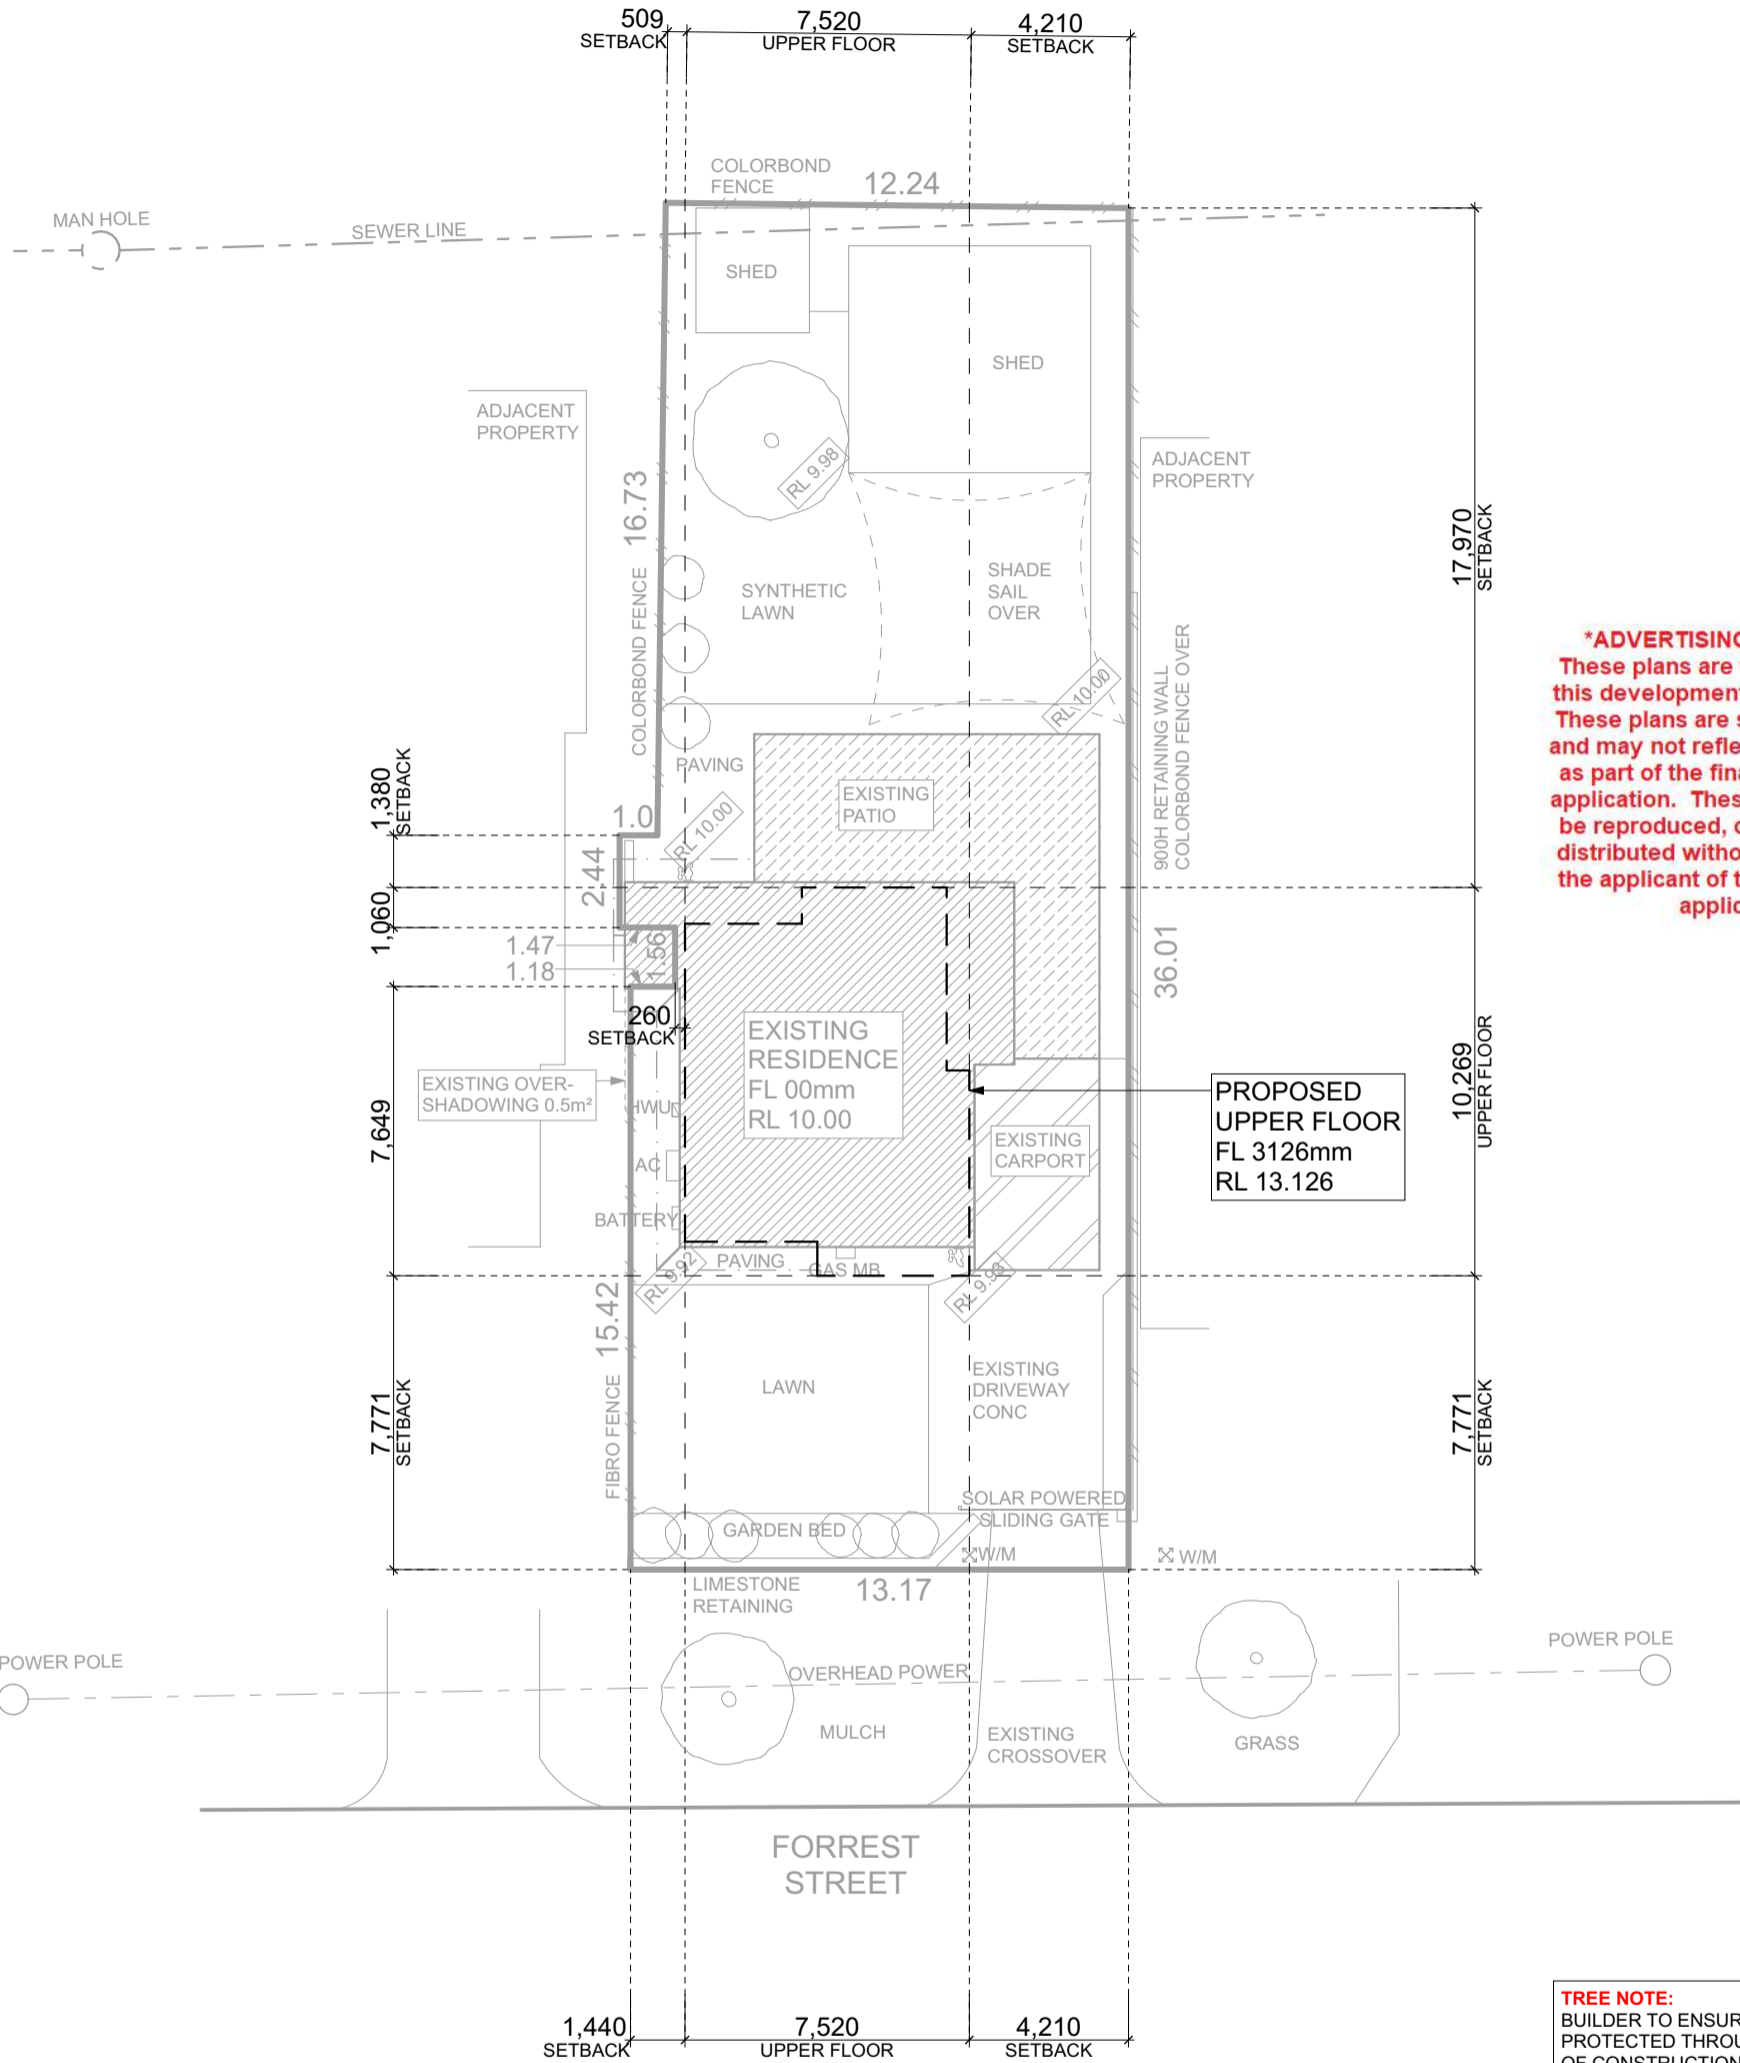 509
SETBACK
7,520
UPPER FLOOR
4,210
SETBACK
COLORBOND
FENCE
12.24
MAN HOLE
SEWER LINE
SHED
SHED
ADJACENT
PROPERTY
ADJACENT
PROPERTY
RL 9.98
16.73
COLORBOND FENCE
17,970
SETBACK
SYNTHETIC
LAWN
SHADE
SAIL
OVER
RL 10.00
900H RETAINING WALL
COLORBOND FENCE OVER
*ADVERTISING
These plans are
this development
These plans are s
and may not refle
as part of the fina
application. Thes
be reproduced, c
distributed witho
the applicant of t
applic
PAVING
EXISTING
PATIO
RL 10.00
1,380
SETBACK
1.0
2.44
1,060
1.47
1.18
1.56
36.01
260
SETBACK
EXISTING
RESIDENCE
FL 00mm
RL 10.00
EXISTING OVER-
SHADOWING 0.5m²
HWU
7,649
AC
BATTERY
EXISTING
CARPORT
PROPOSED
UPPER FLOOR
FL 3126mm
RL 13.126
10,269
UPPER FLOOR
PAVING
GAS MB
RL 9.92
RL 9.93
15.42
FIBRO FENCE
LAWN
EXISTING
DRIVEWAY
CONC
7,771
SETBACK
7,771
SETBACK
SOLAR POWERED
SLIDING GATE
GARDEN BED
W/M
W/M
LIMESTONE
RETAINING
13.17
POWER POLE
POWER POLE
OVERHEAD POWER
MULCH
EXISTING
CROSSOVER
GRASS
FORREST
STREET
1,440
SETBACK
7,520
UPPER FLOOR
4,210
SETBACK
TREE NOTE:
BUILDER TO ENSUR
PROTECTED THROU
OF CONSTRUCTION